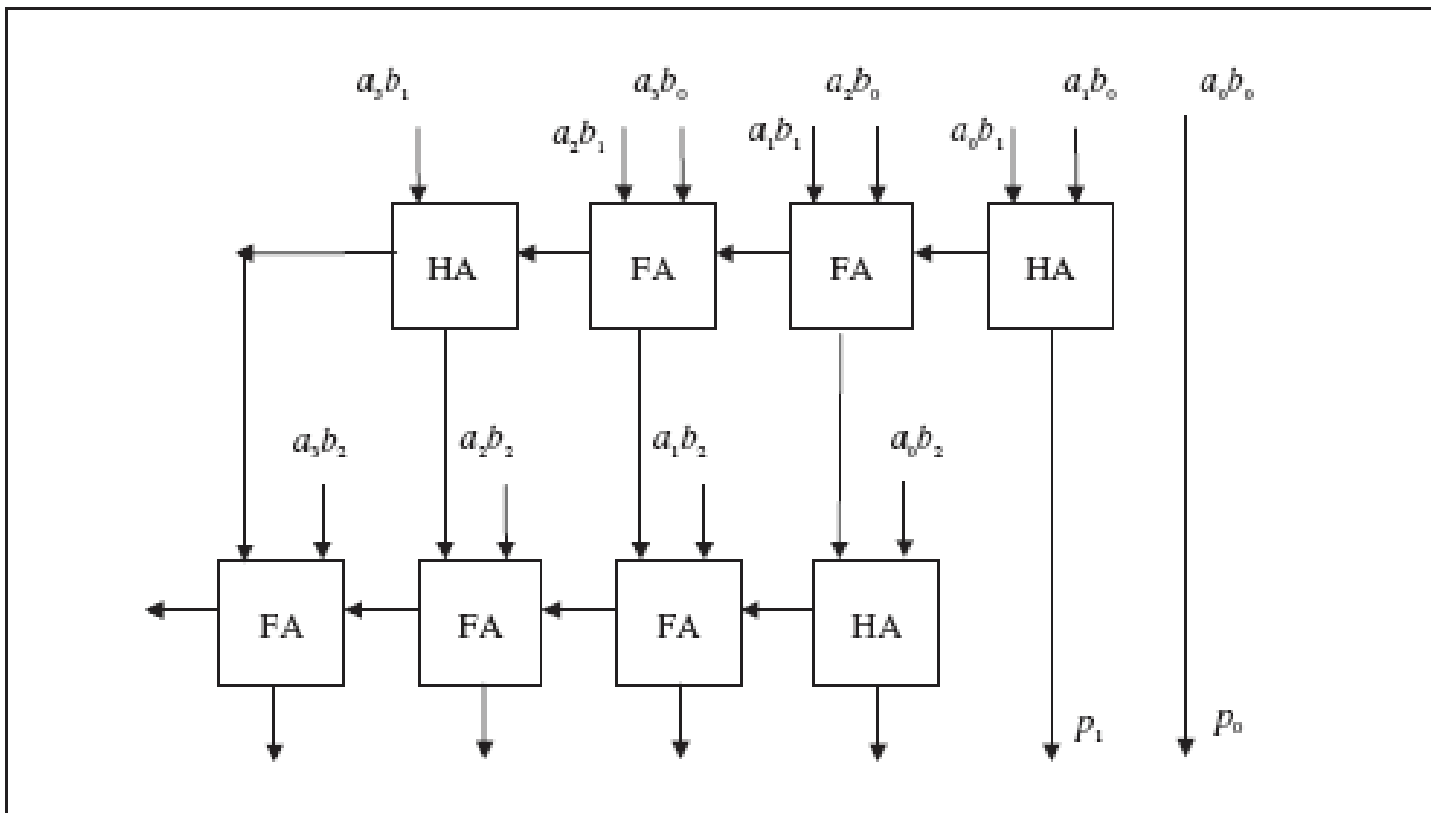 a₃b₁ a₃b₀ a₂b₀ a₁b₀ a₀b₀
a₂b₁ a₁b₁ a₀b₁
HA FA FA HA
a₃b₂ a₂b₂ a₁b₂ a₀b₂
FA FA FA HA
p₁ p₀